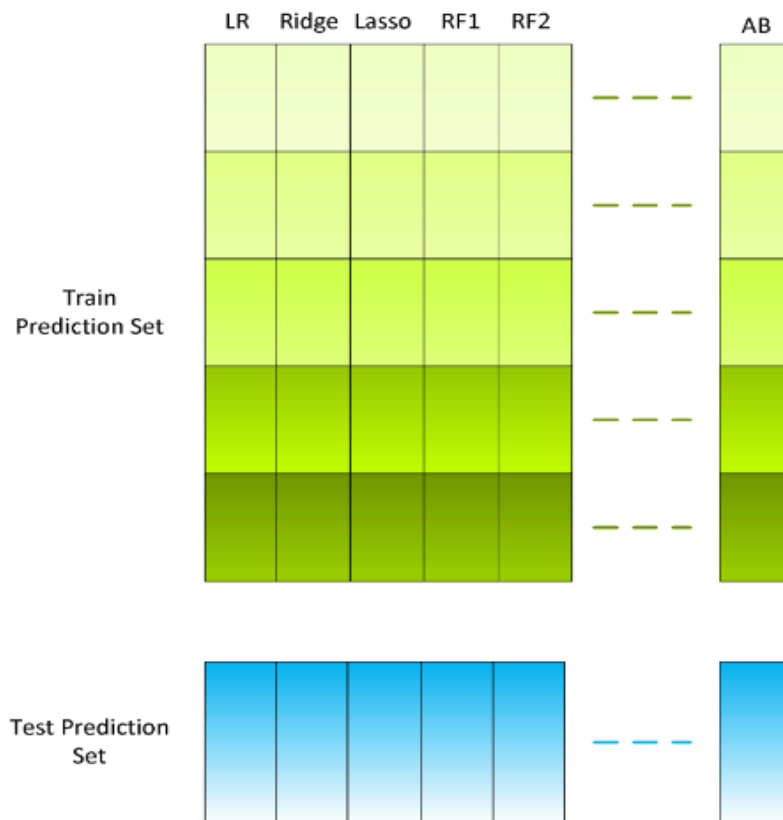 LR Ridge Lasso RF1 RF2 AB
Train
Prediction Set
Test Prediction
Set